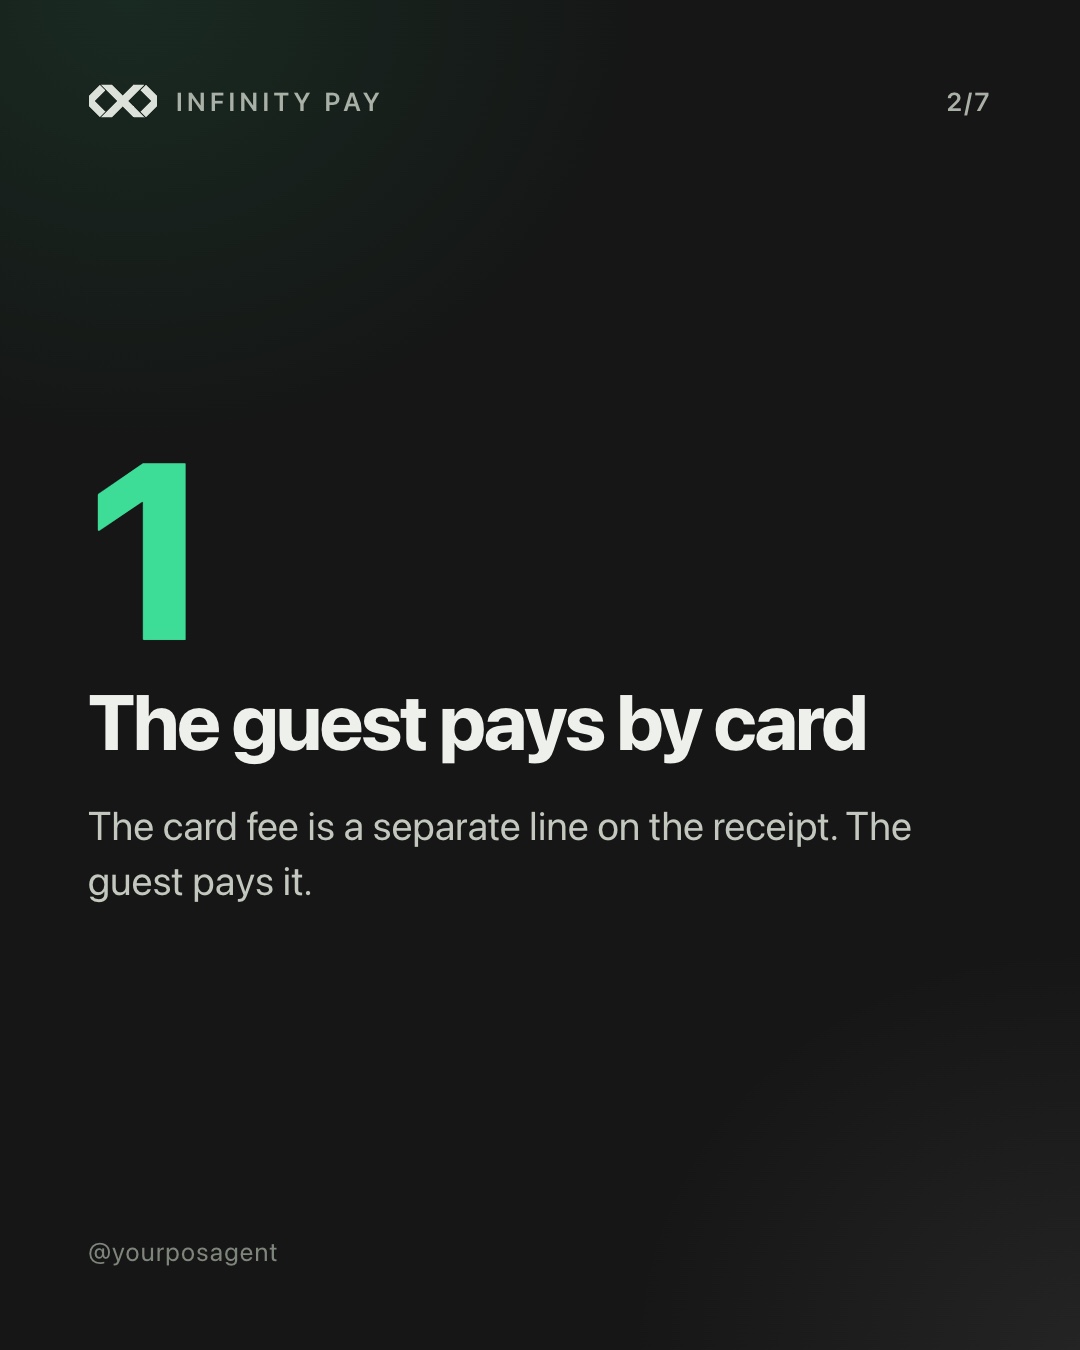 INFINITY PAY
2/7
1
The guest pays by card
The card fee is a separate line on the receipt. The
guest pays it.
@yourposagent